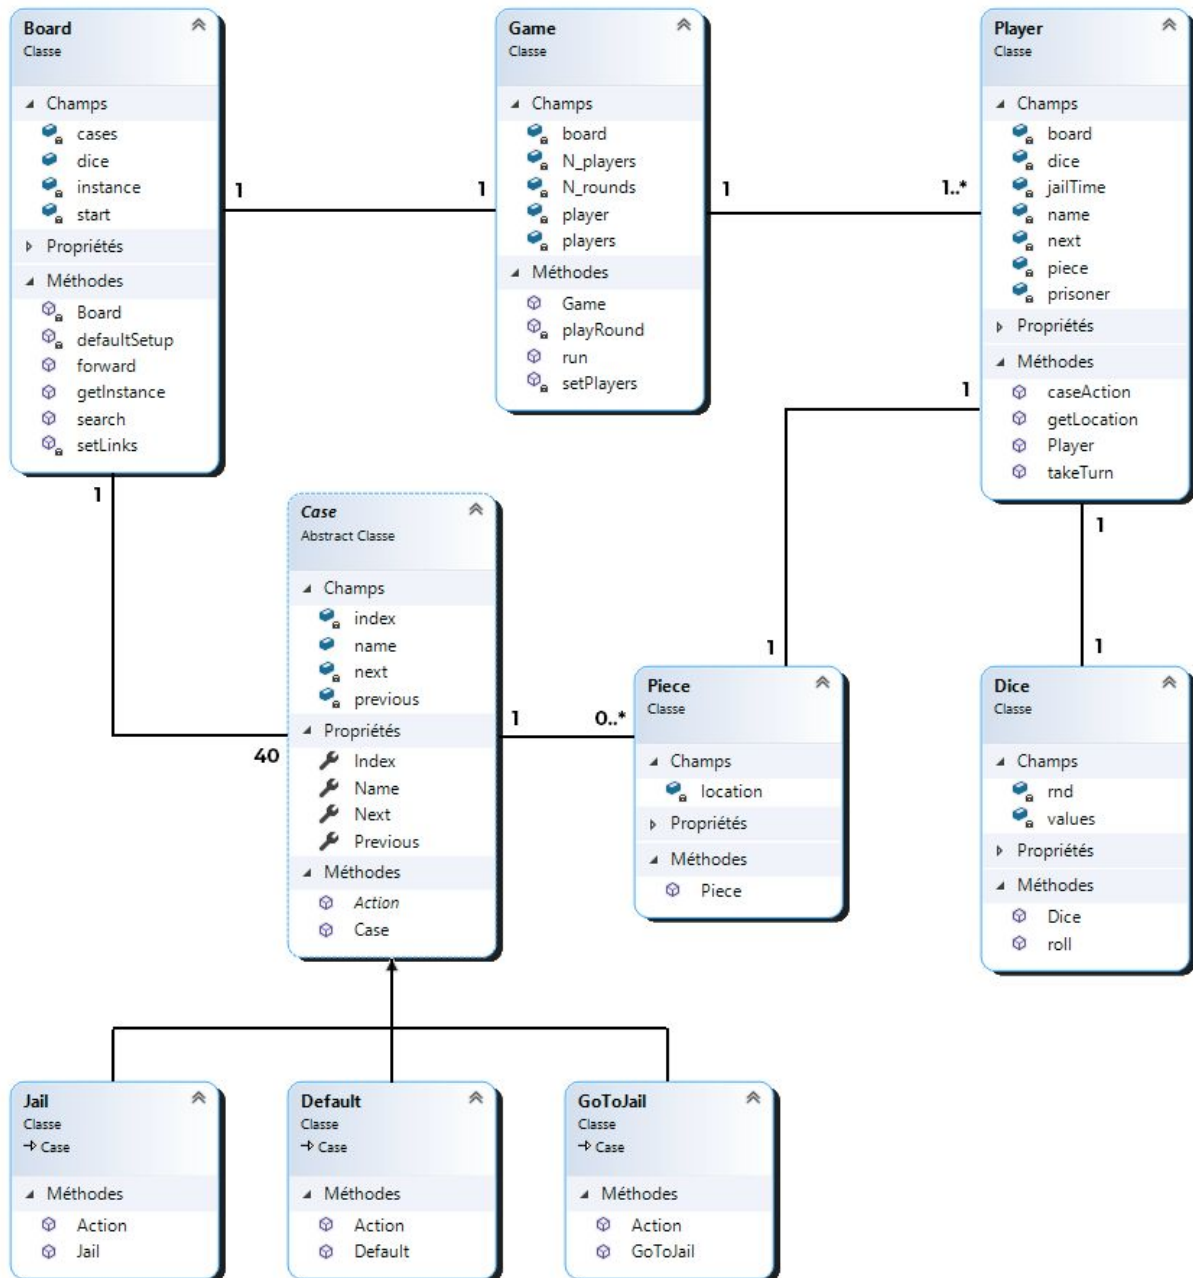 Board
Classe
Champs
cases
dice
instance
start
Propriétés
Méthodes
Board
defaultSetup
forward
getInstance
search
setLinks
1
1
Game
Classe
Champs
board
N_players
N_rounds
player
players
Méthodes
Game
playRound
run
setPlayers
1
1..*
Player
Classe
Champs
board
dice
jailTime
name
next
piece
prisoner
Propriétés
Méthodes
caseAction
getLocation
Player
takeTurn
1
1
40
Case
Abstract Classe
Champs
index
name
next
previous
Propriétés
Index
Name
Next
Previous
Méthodes
Action
Case
1
0..*
1
Piece
Classe
Champs
location
Propriétés
Méthodes
Piece
1
1
Dice
Classe
Champs
rnd
values
Propriétés
Méthodes
Dice
roll
Jail
Classe
Case
Méthodes
Action
Jail
Default
Classe
Case
Méthodes
Action
Default
GoToJail
Classe
Case
Méthodes
Action
GoToJail